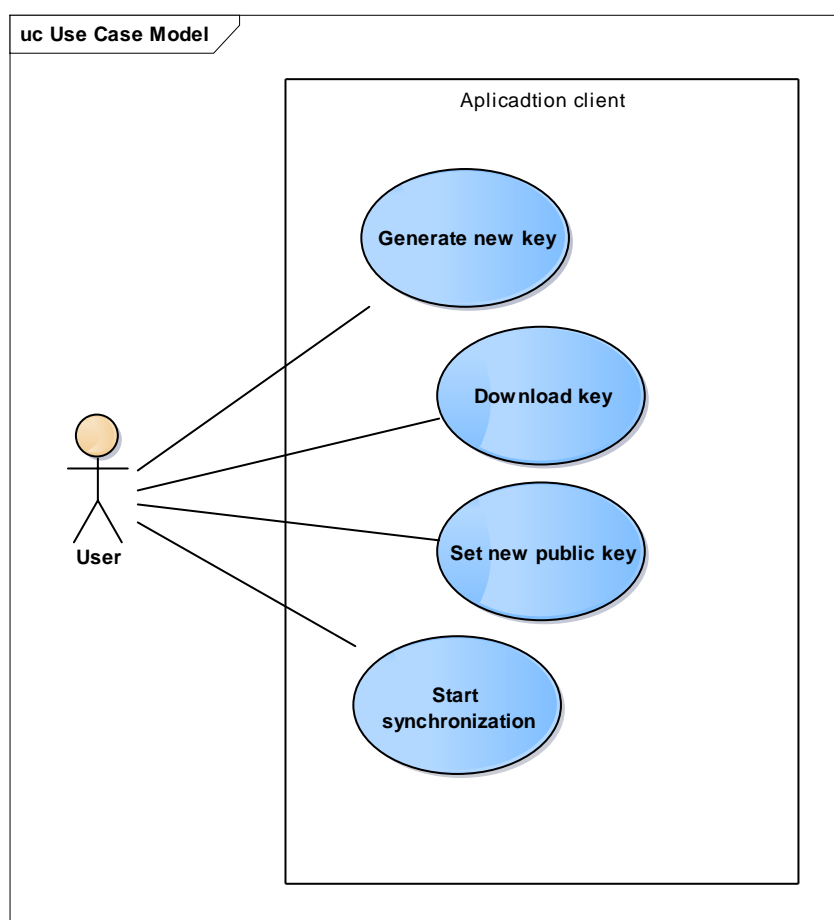 uc Use Case Model
Aplicadtion client
Generate new key
Download key
Set new public key
User
Start
synchronization